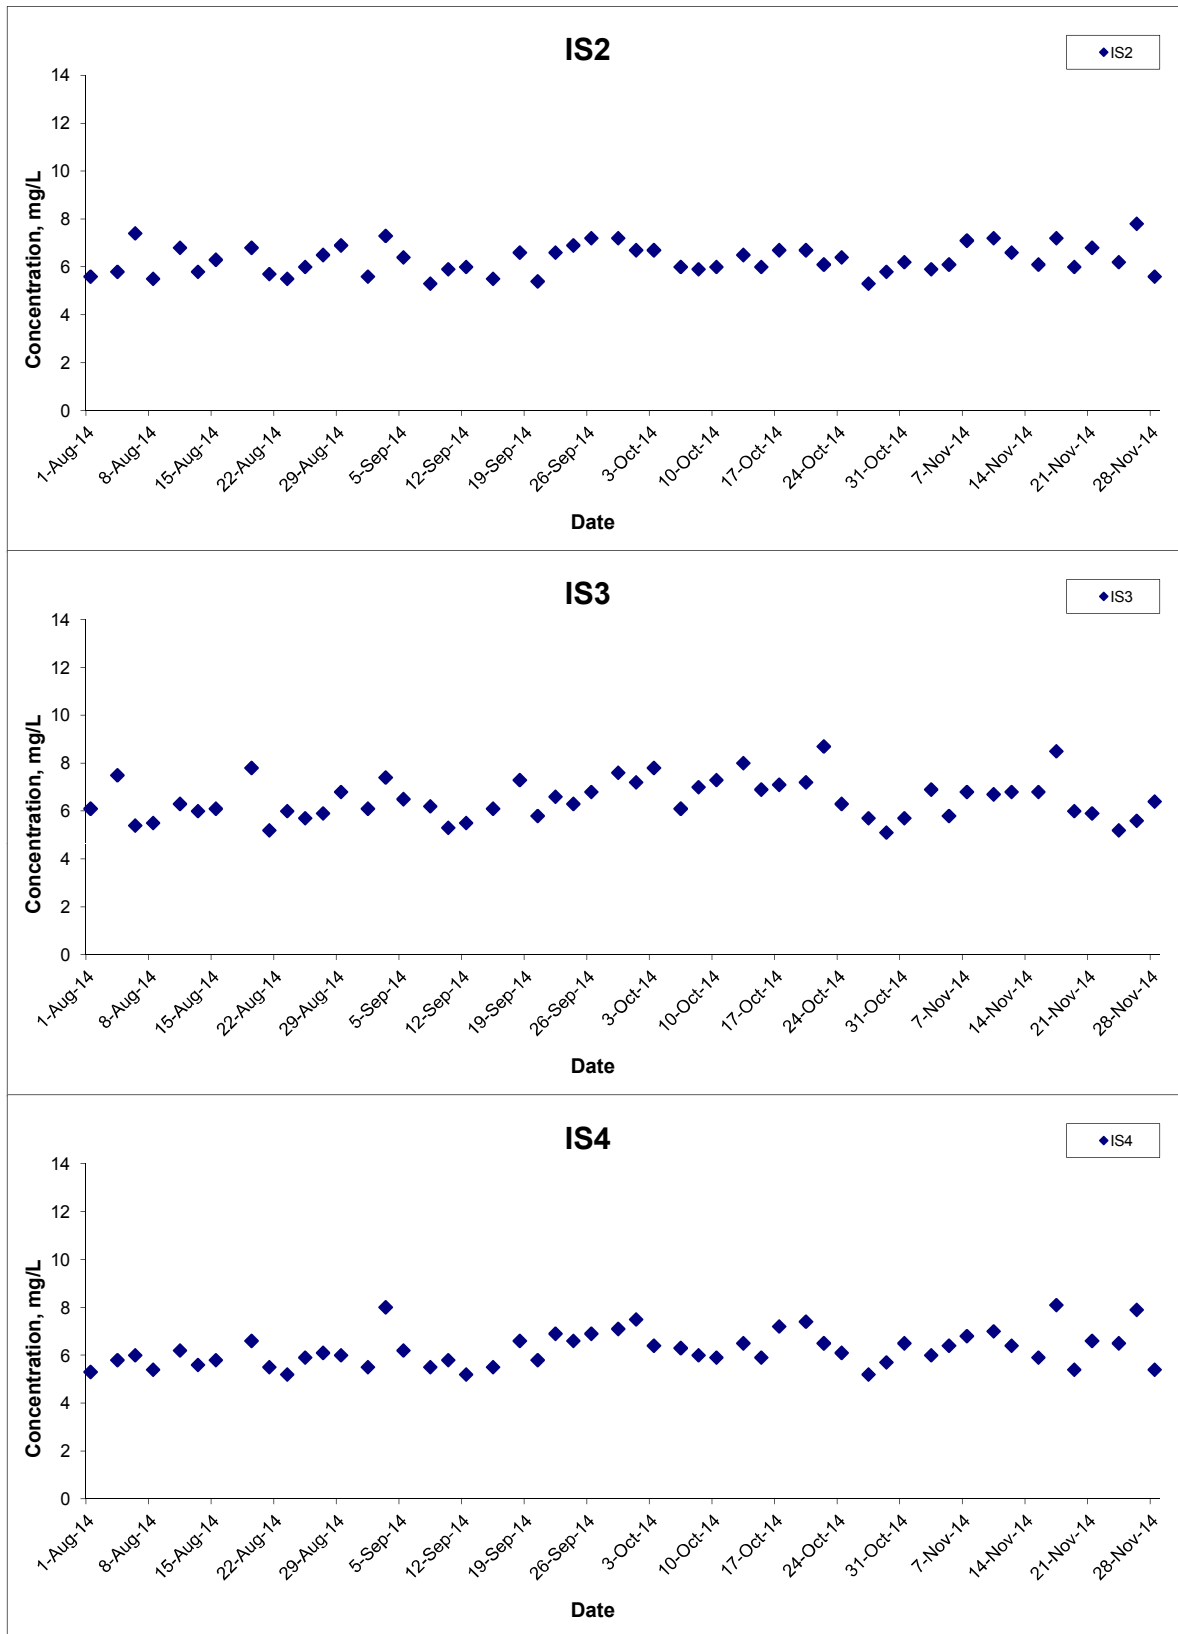 IS2
IS2
14
12
10
8
6
4
2
0
Concentration, mg/L
1-Aug-14
8-Aug-14
15-Aug-14
22-Aug-14
29-Aug-14
5-Sep-14
12-Sep-14
19-Sep-14
26-Sep-14
3-Oct-14
10-Oct-14
17-Oct-14
24-Oct-14
31-Oct-14
7-Nov-14
14-Nov-14
21-Nov-14
28-Nov-14
Date
IS3
IS3
14
12
10
8
6
4
2
0
Concentration, mg/L
1-Aug-14
8-Aug-14
15-Aug-14
22-Aug-14
29-Aug-14
5-Sep-14
12-Sep-14
19-Sep-14
26-Sep-14
3-Oct-14
10-Oct-14
17-Oct-14
24-Oct-14
31-Oct-14
7-Nov-14
14-Nov-14
21-Nov-14
28-Nov-14
Date
IS4
IS4
14
12
10
8
6
4
2
0
Concentration, mg/L
1-Aug-14
8-Aug-14
15-Aug-14
22-Aug-14
29-Aug-14
5-Sep-14
12-Sep-14
19-Sep-14
26-Sep-14
3-Oct-14
10-Oct-14
17-Oct-14
24-Oct-14
31-Oct-14
7-Nov-14
14-Nov-14
21-Nov-14
28-Nov-14
Date